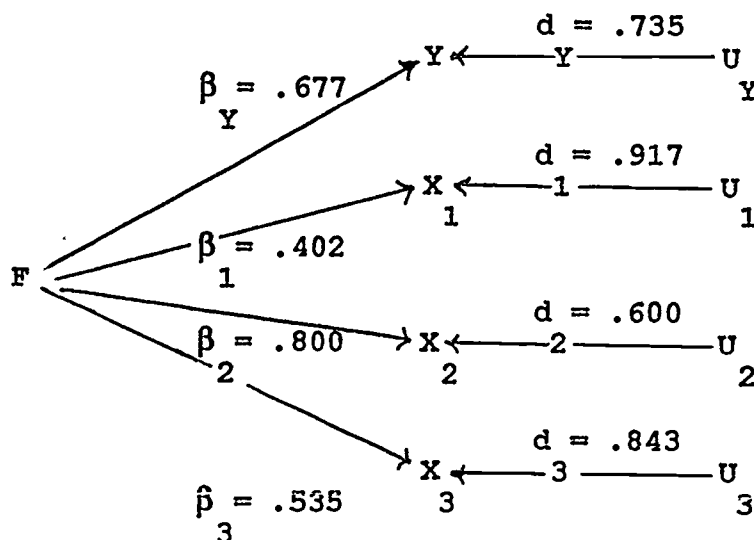 d = .735
Y Y U
β = .677 Y
Y
d = .917
X 1 U
1 1
β = .402
F 1
d = .600
β = .800 X 2 U
2 2 2
d = .843
X 3 U
p̂ = .535 3 3
3